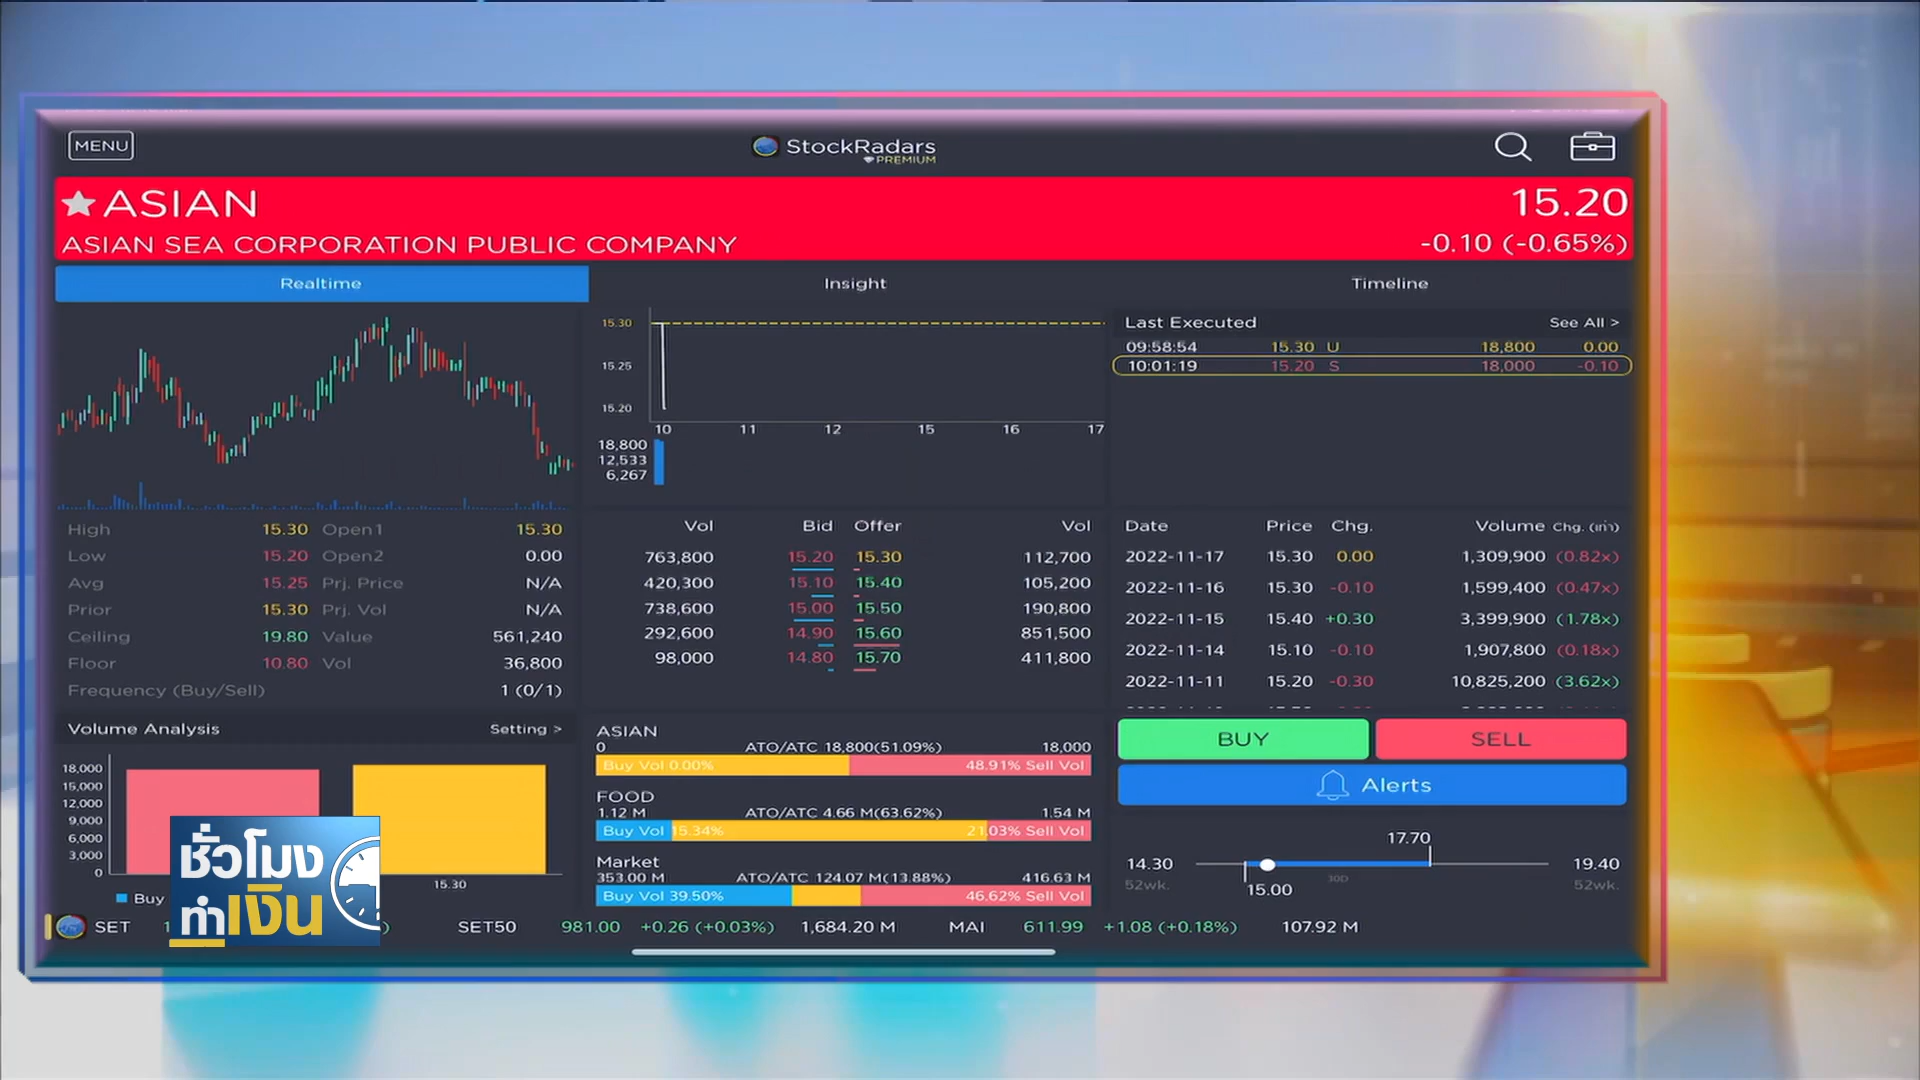 MENU
StockRadars
PREMIUM
ASIAN
15.20
ASIAN SEA CORPORATION PUBLIC COMPANY
-0.10 (-0.65%)
Realtime
Insight
Timeline
15.30
15.25
15.20
10 11 12 15 16 17
18,800
12,533
6,267
Last Executed See All >
09:58:54 15.30 U 18,800 0.00
10:01:19 15.20 S 18,000 -0.10
High 15.30 Open1 15.30
Low 15.20 Open2 0.00
Avg 15.25 Prj. Price N/A
Prior 15.30 Prj. Vol N/A
Ceiling 19.80 Value 561,240
Floor 10.80 Vol 36,800
Frequency (Buy/Sell) 1 (0/1)
Vol Bid Offer Vol
763,800 15.20 15.30 112,700
420,300 15.10 15.40 105,200
738,600 15.00 15.50 190,800
292,600 14.90 15.60 851,500
98,000 14.80 15.70 411,800
Date Price Chg. Volume Chg. (เท่า)
2022-11-17 15.30 0.00 1,309,900 (0.82x)
2022-11-16 15.30 -0.10 1,599,400 (0.47x)
2022-11-15 15.40 +0.30 3,399,900 (1.78x)
2022-11-14 15.10 -0.10 1,907,800 (0.18x)
2022-11-11 15.20 -0.30 10,825,200 (3.62x)
Volume Analysis Setting >
18,000
15,000
12,000
9,000
6,000
3,000
0
15.30
Buy
ASIAN
0 ATO/ATC 18,800(51.09%) 18,000
Buy Vol 0.00% 48.91% Sell Vol
FOOD
1.12 M ATO/ATC 4.66 M(63.62%) 1.54 M
Buy Vol 15.34% 21.03% Sell Vol
Market
353.00 M ATO/ATC 124.07 M(13.88%) 416.63 M
Buy Vol 39.50% 46.62% Sell Vol
BUY SELL
Alerts
17.70
14.30 19.40
52wk. 30D 52wk.
15.00
ชั่วโมง
ทำเงิน
SET
SET50 981.00 +0.26 (+0.03%) 1,684.20 M MAI 611.99 +1.08 (+0.18%) 107.92 M